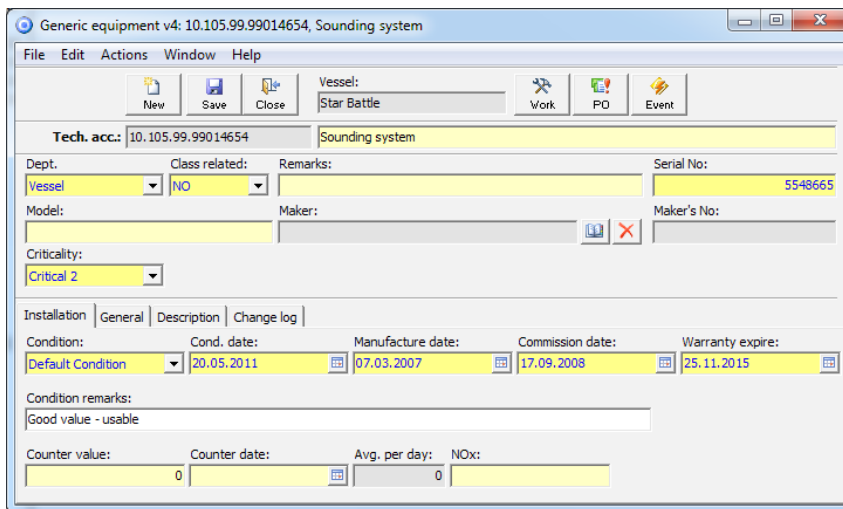 Generic equipment v4: 10.105.99.99014654, Sounding system
File Edit Actions Window Help
New Save Close Vessel: Star Battle Work PO Event
Tech. acc.: 10.105.99.99014654 Sounding system
Dept. Class related: Remarks: Serial No:
Vessel NO 5548665
Model: Maker: Maker's No:
Criticality:
Critical 2
Installation General Description Change log
Condition: Cond. date: Manufacture date: Commission date: Warranty expire:
Default Condition 20.05.2011 07.03.2007 17.09.2008 25.11.2015
Condition remarks:
Good value - usable
Counter value: Counter date: Avg. per day: NOx:
0 0